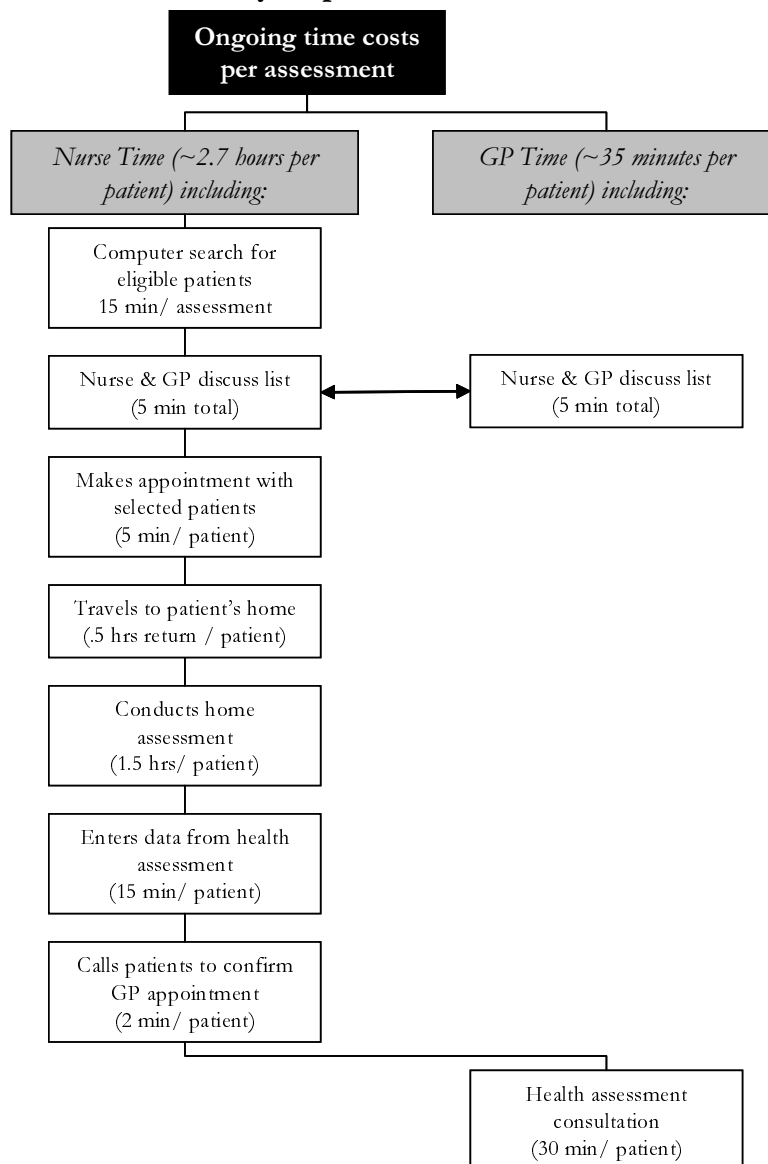 Ongoing time costs
per assessment
Nurse Time (~2.7 hours per
patient) including:
GP Time (~35 minutes per
patient) including:
Computer search for
eligible patients
15 min/ assessment
Nurse & GP discuss list
(5 min total)
Nurse & GP discuss list
(5 min total)
Makes appointment with
selected patients
(5 min/ patient)
Travels to patient’s home
(.5 hrs return / patient)
Conducts home
assessment
(1.5 hrs/ patient)
Enters data from health
assessment
(15 min/ patient)
Calls patients to confirm
GP appointment
(2 min/ patient)
Health assessment
consultation
(30 min/ patient)